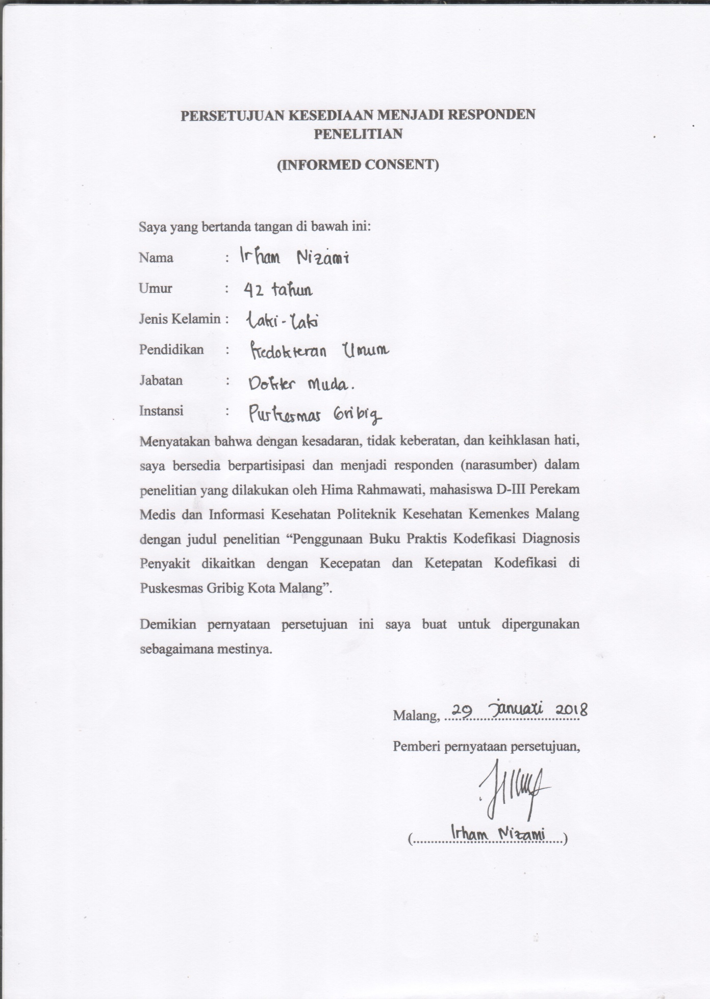 PERSETUJUAN KESEDIAAN MENJADI RESPONDEN
PENELITIAN
(INFORMED CONSENT)
Saya yang bertanda tangan di bawah ini:
Nama : Irham Nizami
Umur : 42 tahun
Jenis Kelamin : Laki-laki
Pendidikan : Kedokteran Umum
Jabatan : Dokter Muda.
Instansi : Puskesmas Gribig
Menyatakan bahwa dengan kesadaran, tidak keberatan, dan keihklasan hati,
saya bersedia berpartisipasi dan menjadi responden (narasumber) dalam
penelitian yang dilakukan oleh Hima Rahmawati, mahasiswa D-III Perekam
Medis dan Informasi Kesehatan Politeknik Kesehatan Kemenkes Malang
dengan judul penelitian “Penggunaan Buku Praktis Kodefikasi Diagnosis
Penyakit dikaitkan dengan Kecepatan dan Ketepatan Kodefikasi di
Puskesmas Gribig Kota Malang”.
Demikian pernyataan persetujuan ini saya buat untuk dipergunakan
sebagaimana mestinya.
Malang, 29 Januari 2018
Pemberi pernyataan persetujuan,
(Irham Nizami)